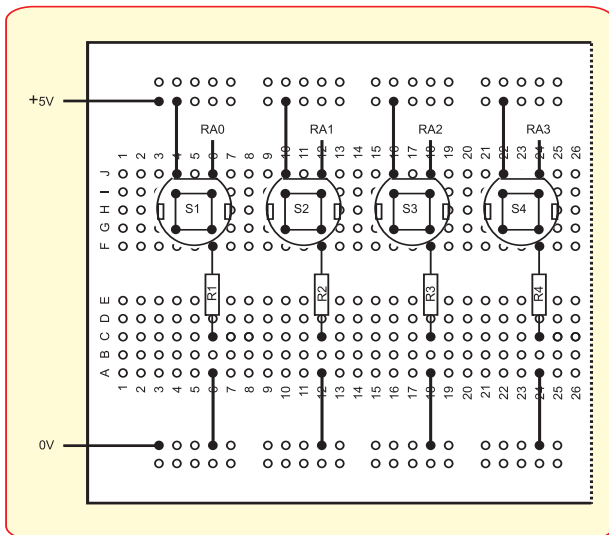 +5V
RA0 RA1 RA2 RA3
1 2 3 4 5 6 7 8 9 10 11 12 13 14 15 16 17 18 19 20 21 22 23 24 25 26
J
I
H
G
F
S1 S2 S3 S4
R1 R2 R3 R4
E
D
C
B
A
1 2 3 4 5 6 7 8 9 10 11 12 13 14 15 16 17 18 19 20 21 22 23 24 25 26
0V